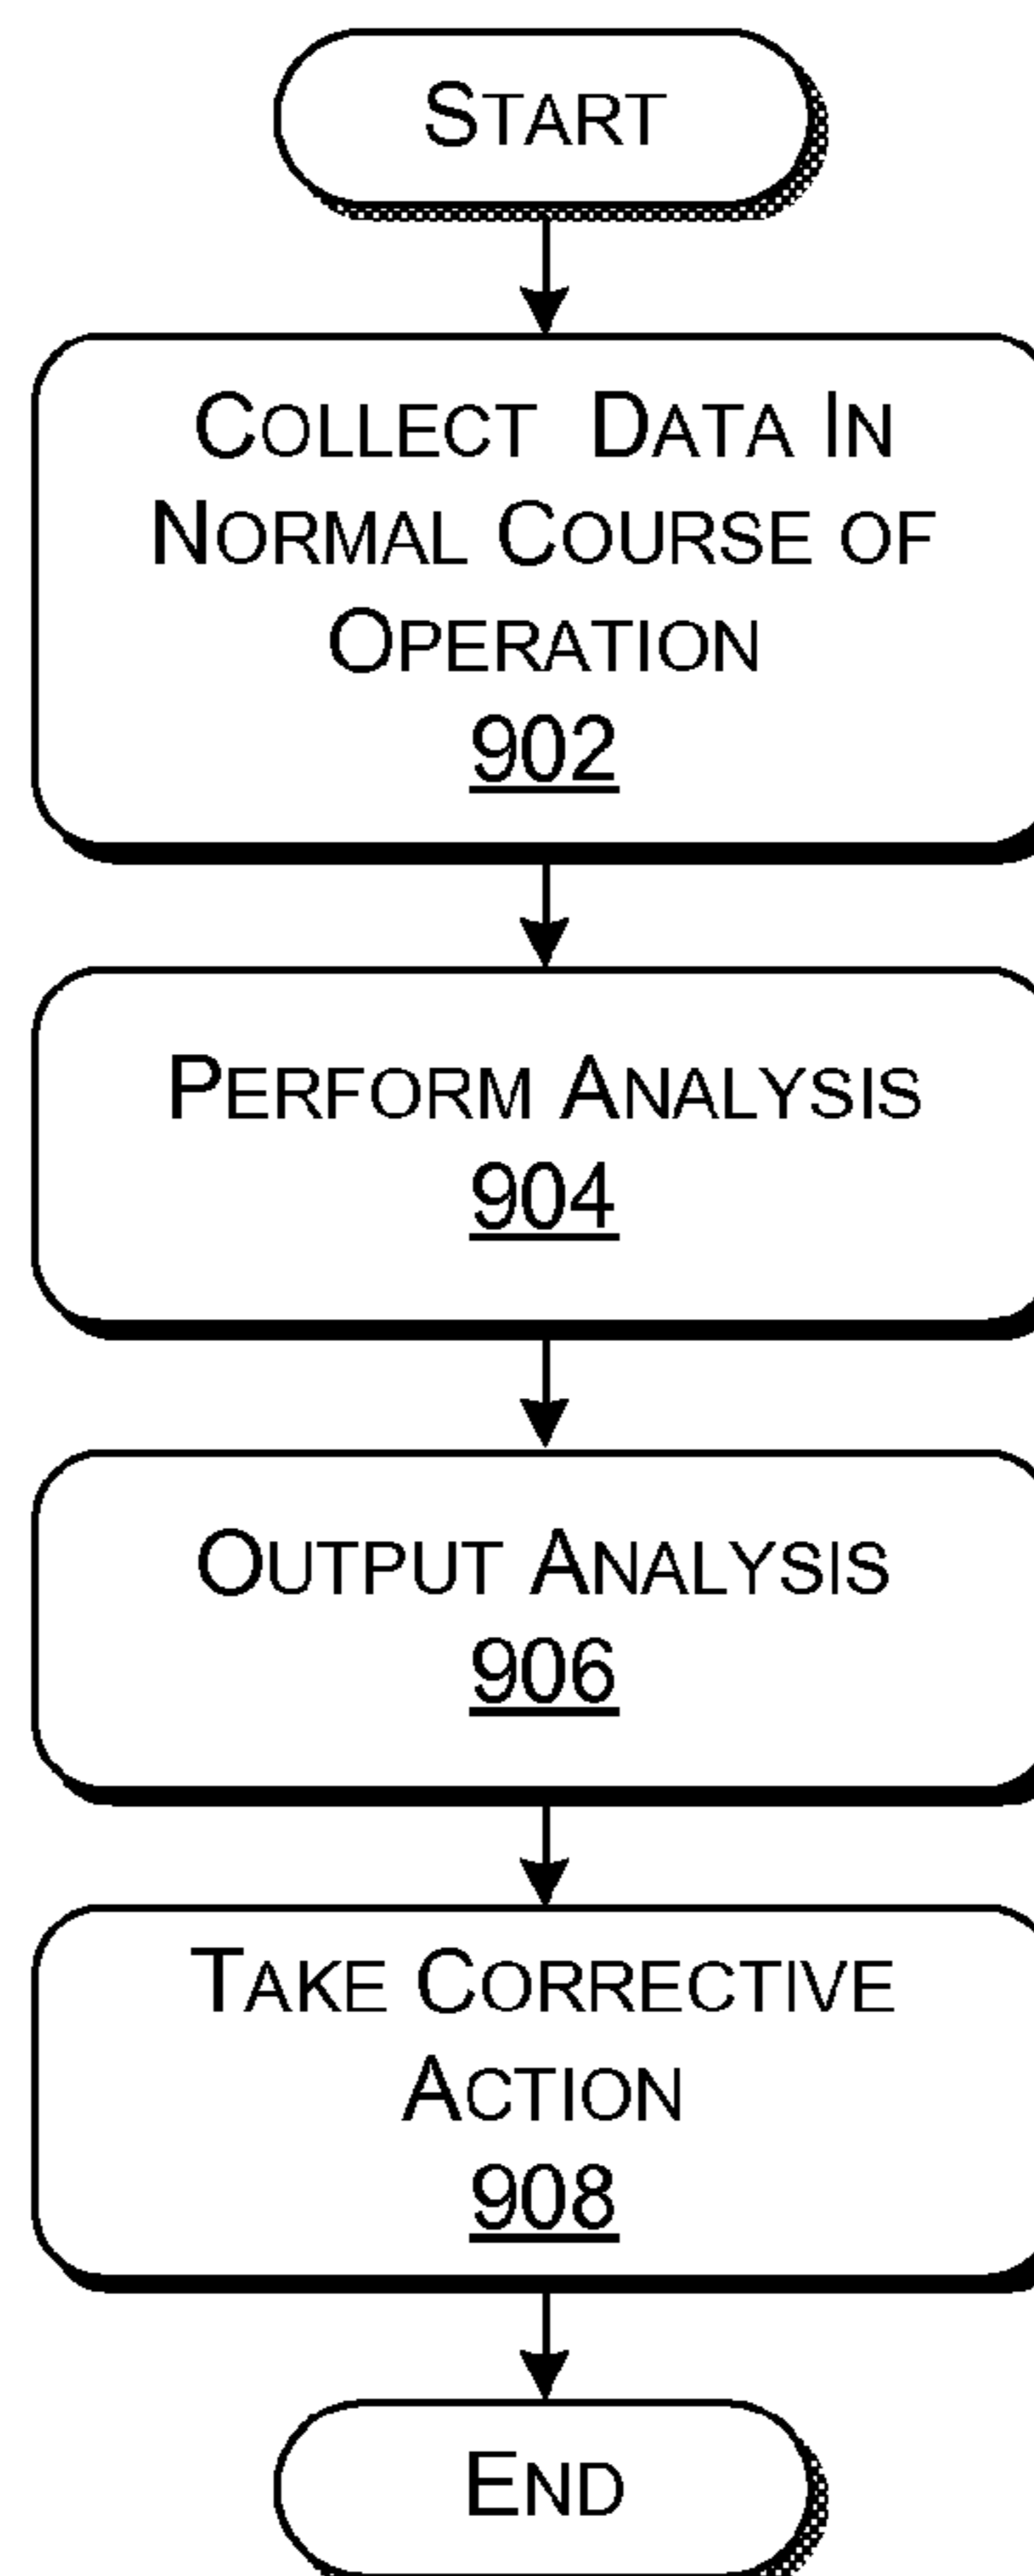 START
COLLECT DATA IN
NORMAL COURSE OF
OPERATION
902
PERFORM ANALYSIS
904
OUTPUT ANALYSIS
906
TAKE CORRECTIVE
ACTION
908
END